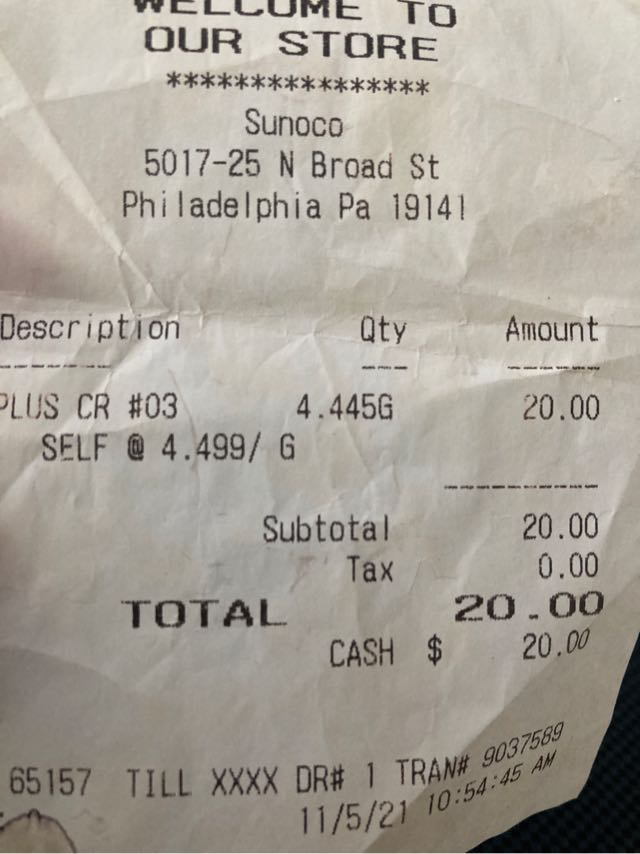 WELCOME TO
OUR STORE
****************
Sunoco
5017-25 N Broad St
Philadelphia Pa 19141
Description Qty Amount
PLUS CR #03 4.445G 20.00
SELF @ 4.499/ G
Subtotal 20.00
Tax 0.00
TOTAL 20.00
CASH $ 20.00
65157 TILL XXXX DR# 1 TRAN# 9037589
11/5/21 10:54:45 AM